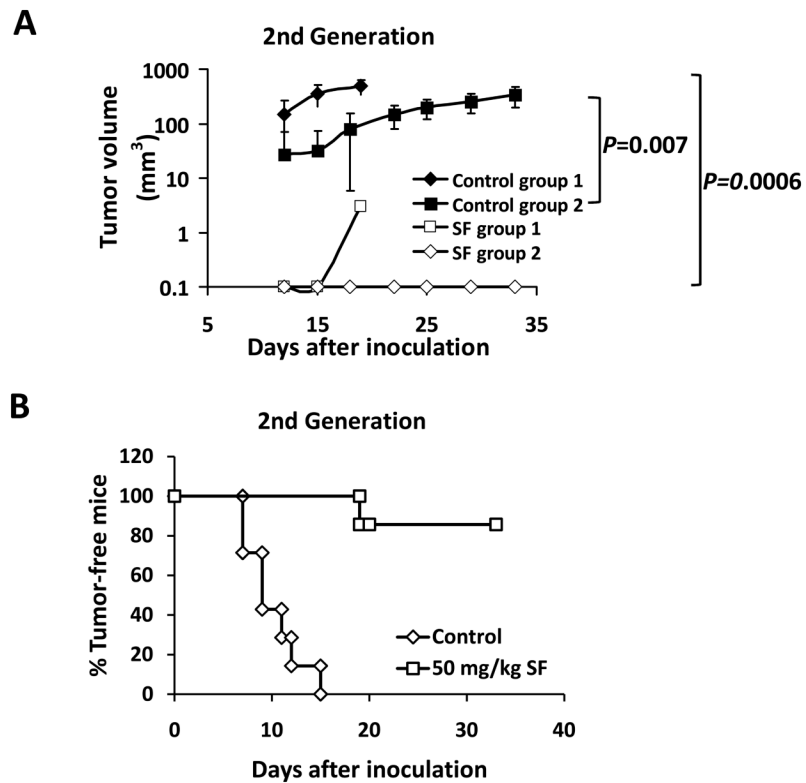 A
2nd Generation
1000
100
10
1
0.1
Tumor volume
(mm³)
5
15
25
35
Days after inoculation
Control group 1
Control group 2
SF group 1
SF group 2
P=0.007
P=0.0006
B
2nd Generation
120
100
80
60
40
20
0
% Tumor-free mice
0
10
20
30
40
Days after inoculation
Control
50 mg/kg SF